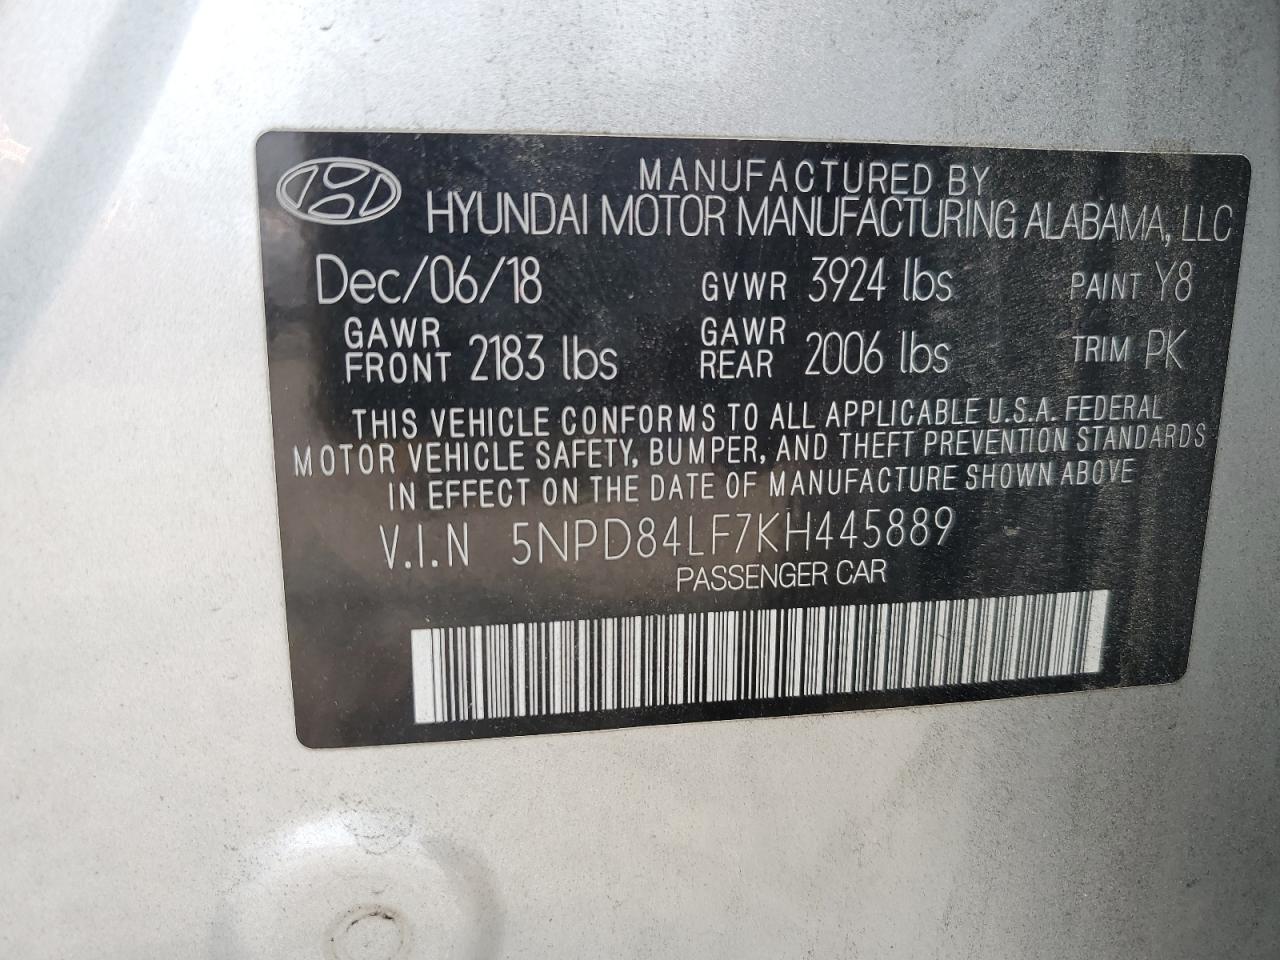 MANUFACTURED BY
HYUNDAI MOTOR MANUFACTURING ALABAMA, LLC
Dec/06/18 GVWR 3924 lbs PAINT Y8
GAWR FRONT 2183 lbs GAWR REAR 2006 lbs TRIM PK
THIS VEHICLE CONFORMS TO ALL APPLICABLE U.S.A. FEDERAL
MOTOR VEHICLE SAFETY, BUMPER, AND THEFT PREVENTION STANDARDS
IN EFFECT ON THE DATE OF MANUFACTURE SHOWN ABOVE
V.I.N 5NPD84LF7KH445889
PASSENGER CAR